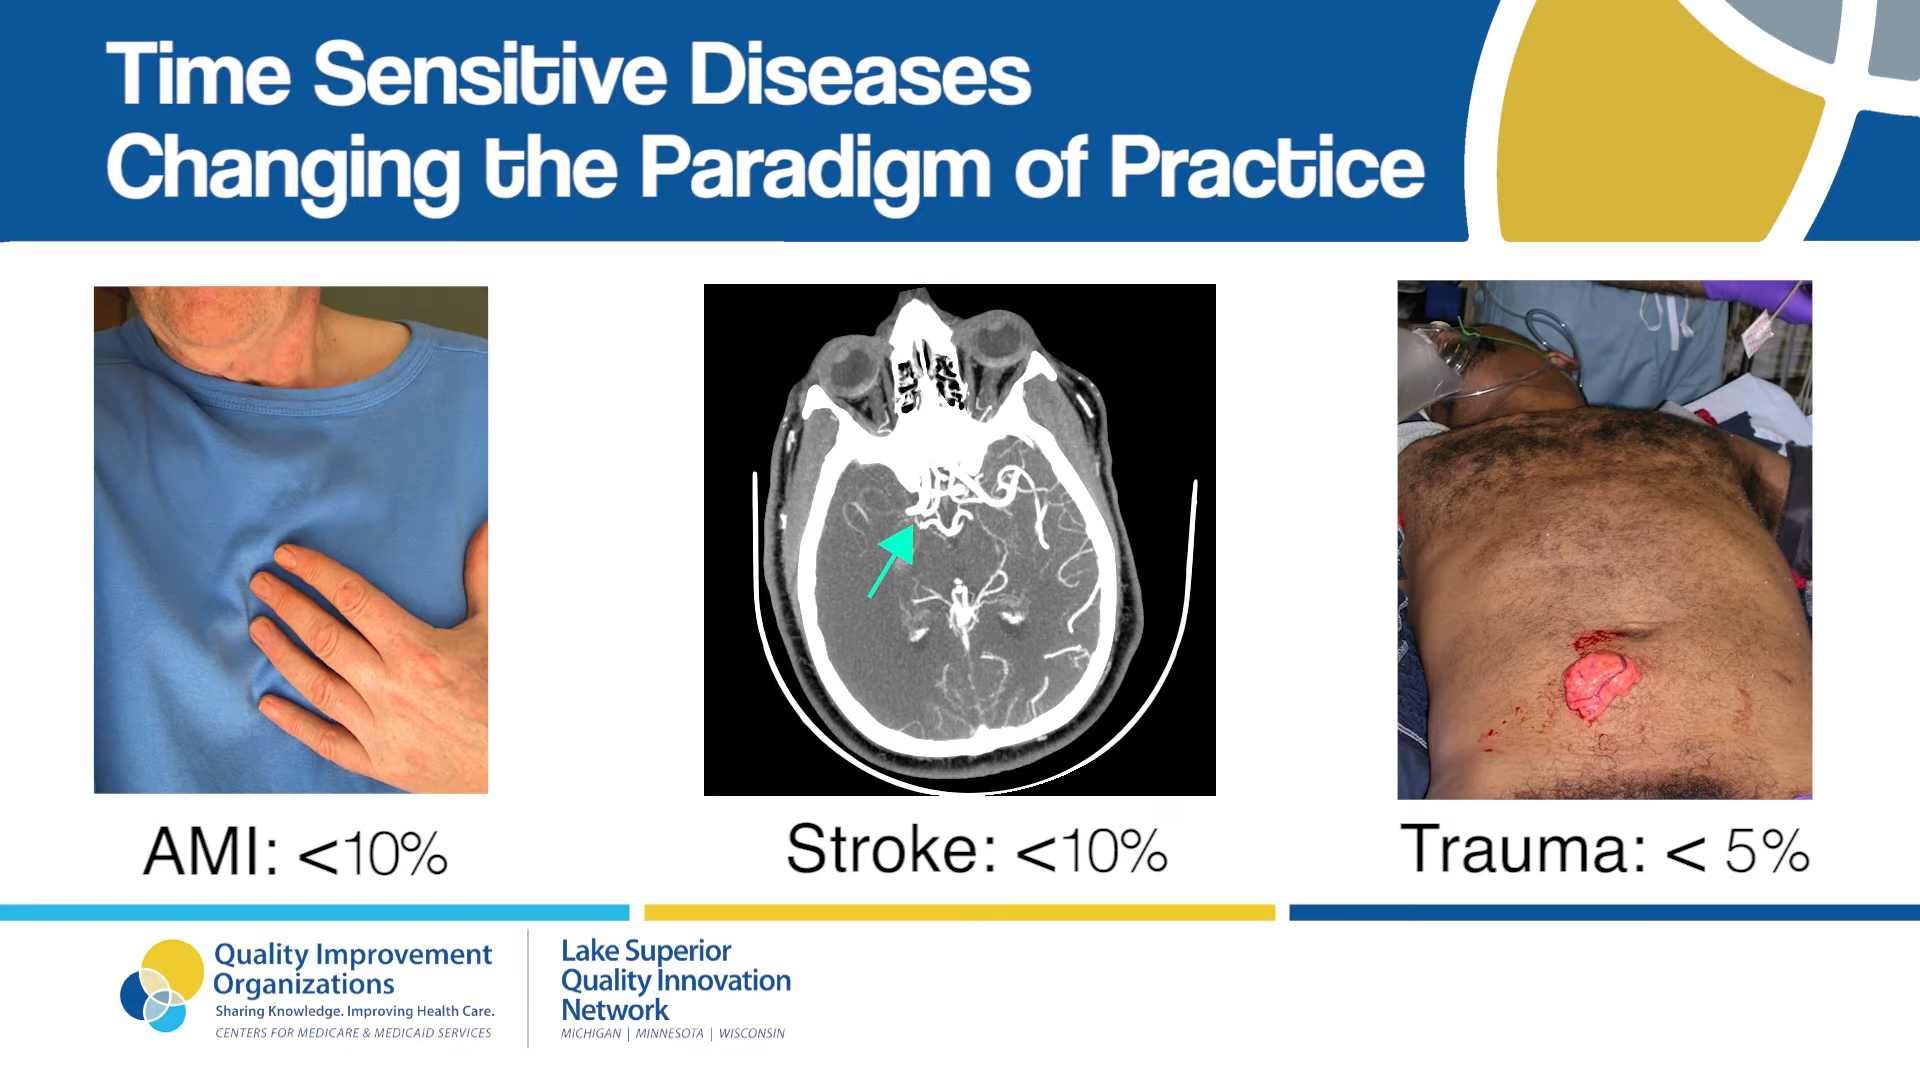 Time Sensitive Diseases
Changing the Paradigm of Practice
AMI: <10%
Stroke: <10%
Trauma: < 5%
Quality Improvement
Organizations
Sharing Knowledge. Improving Health Care.
CENTERS FOR MEDICARE & MEDICAID SERVICES
Lake Superior
Quality Innovation
Network
MICHIGAN | MINNESOTA | WISCONSIN